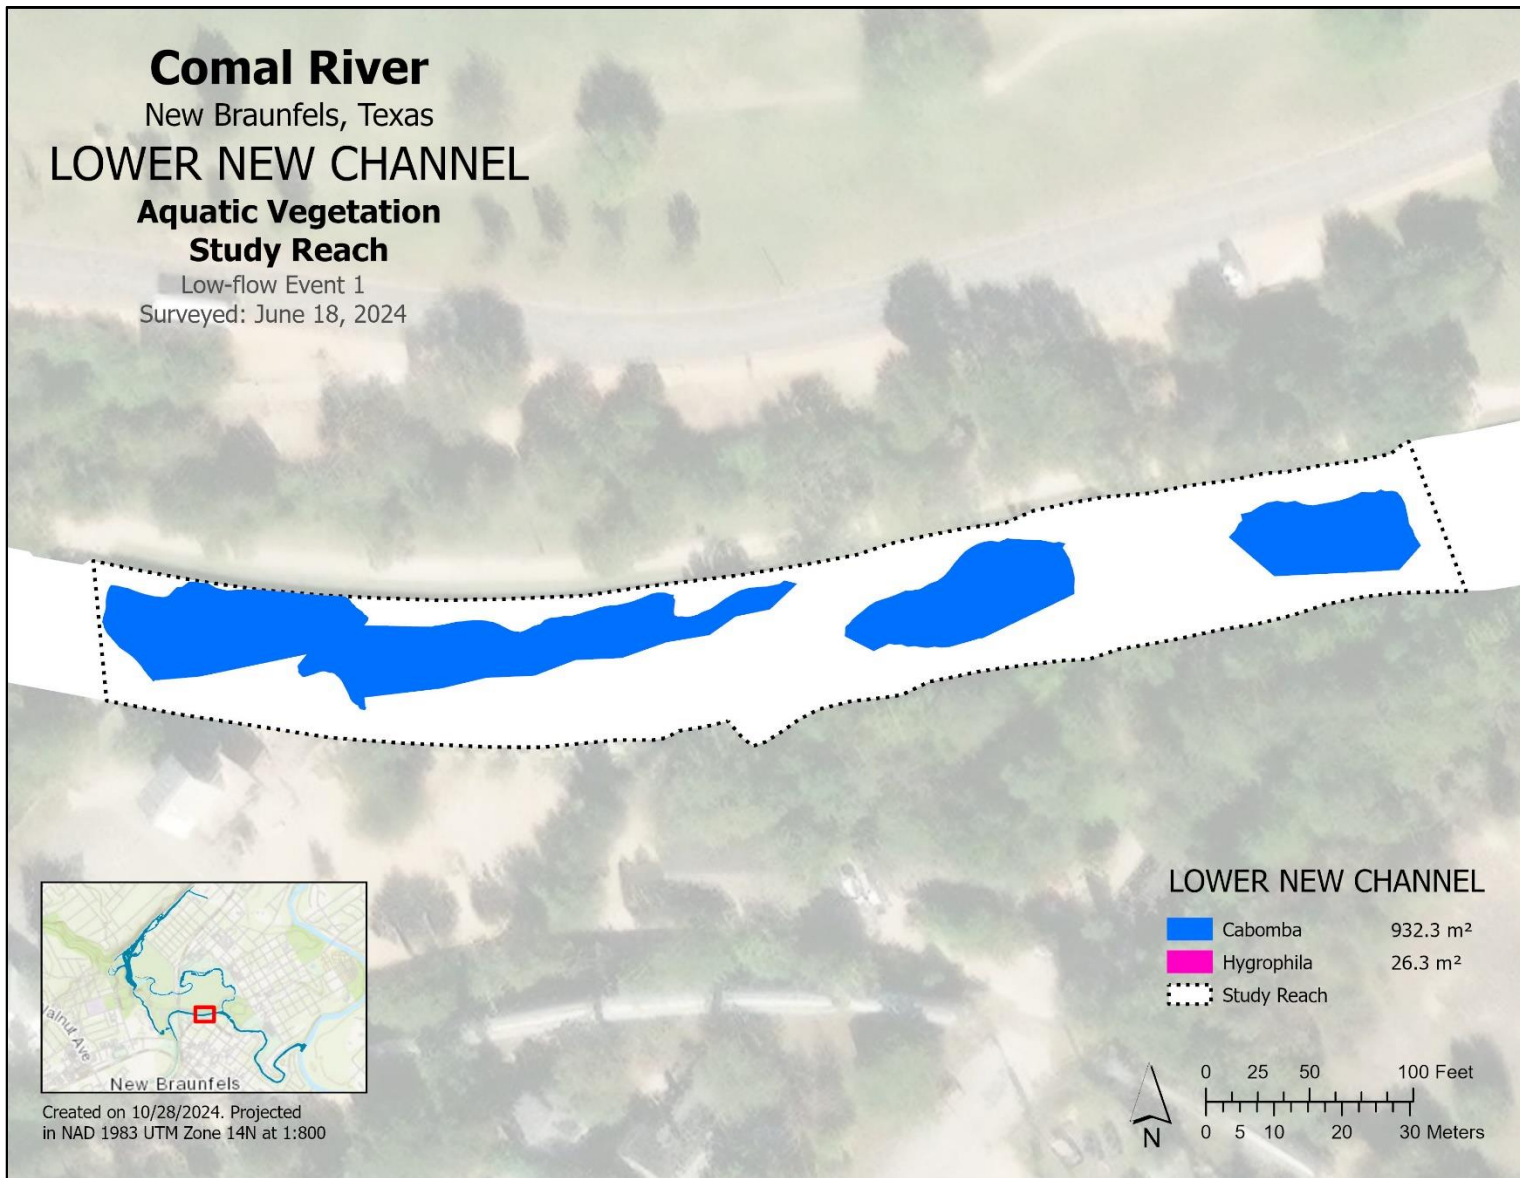 Comal River
New Braunfels, Texas
LOWER NEW CHANNEL
Aquatic Vegetation
Study Reach
Low-flow Event 1
Surveyed: June 18, 2024
LOWER NEW CHANNEL
Cabomba 932.3 m²
Hygrophila 26.3 m²
Study Reach
Walnut Ave
New Braunfels
Created on 10/28/2024. Projected
in NAD 1983 UTM Zone 14N at 1:800
N
0 25 50 100 Feet
0 5 10 20 30 Meters